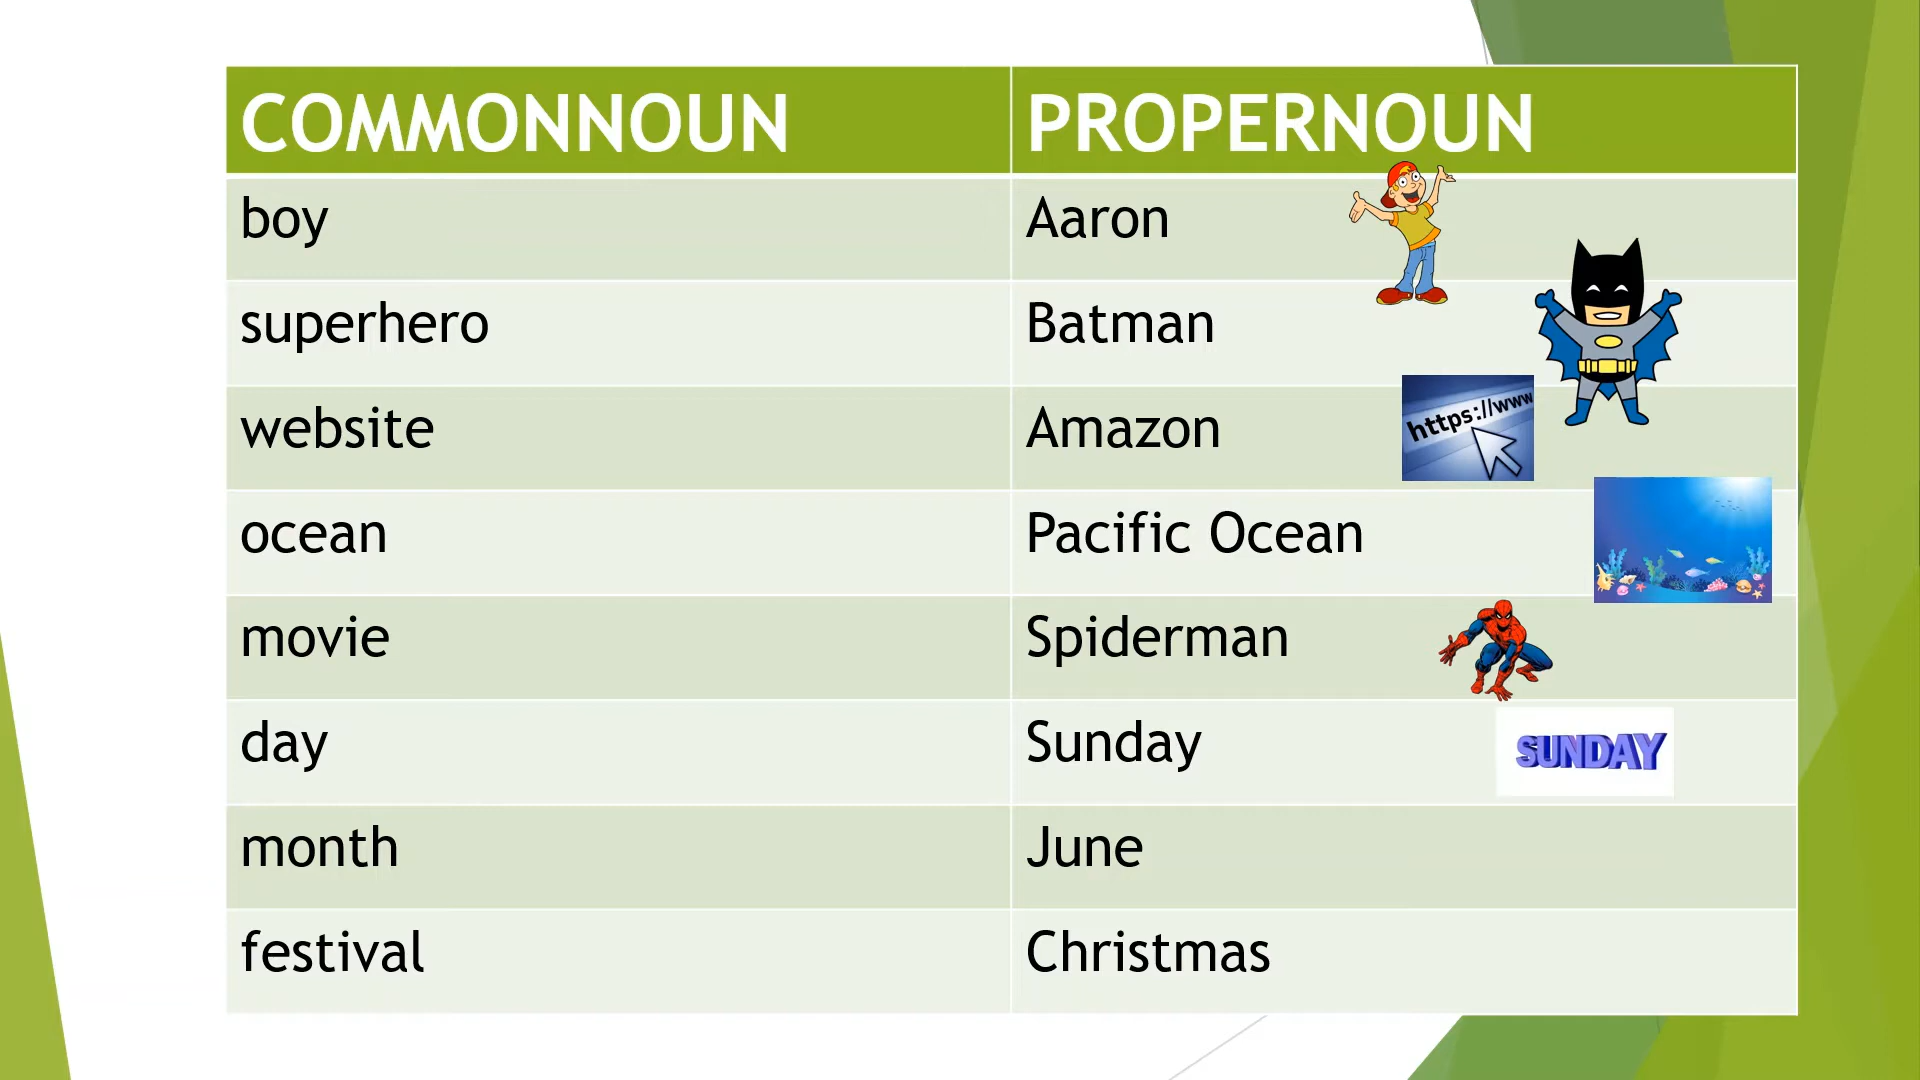 COMMONNOUN PROPERNOUN
boy Aaron
superhero Batman
website Amazon
https://www
ocean Pacific Ocean
movie Spiderman
day Sunday
SUNDAY
month June
festival Christmas